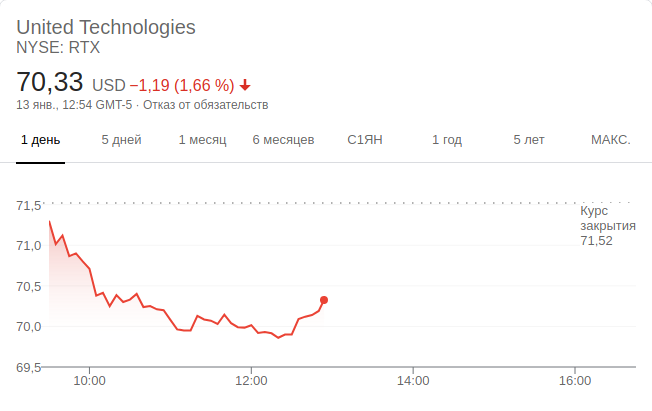 United Technologies
NYSE: RTX
70,33 USD −1,19 (1,66 %)
13 янв., 12:54 GMT-5 · Отказ от обязательств
1 день 5 дней 1 месяц 6 месяцев С1ЯН 1 год 5 лет МАКС.
71,5
Курс
закрытия
71,52
71,0
70,5
70,0
69,5
10:00 12:00 14:00 16:00